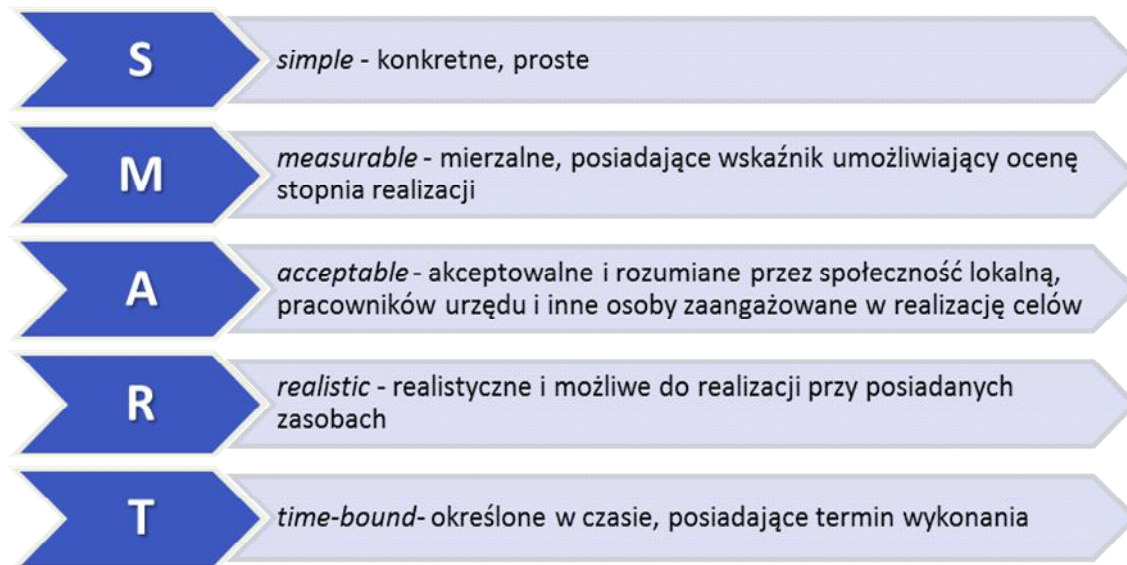 S
simple - konkretne, proste
M
measurable - mierzalne, posiadające wskaźnik umożliwiający ocenę
stopnia realizacji
A
acceptable - akceptowalne i rozumiane przez społeczność lokalną,
pracowników urzędu i inne osoby zaangażowane w realizację celów
R
realistic - realistyczne i możliwe do realizacji przy posiadanych
zasobach
T
time-bound- określone w czasie, posiadające termin wykonania